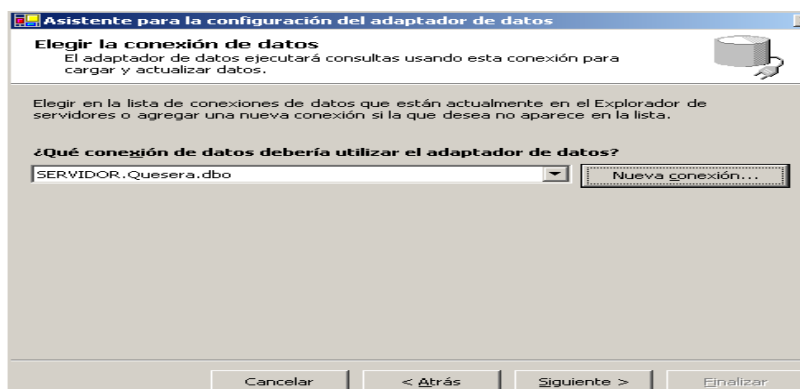 Asistente para la configuración del adaptador de datos
Elegir la conexión de datos
El adaptador de datos ejecutará consultas usando esta conexión para
cargar y actualizar datos.
Elegir en la lista de conexiones de datos que están actualmente en el Explorador de
servidores o agregar una nueva conexión si la que desea no aparece en la lista.
¿Qué conexión de datos debería utilizar el adaptador de datos?
SERVIDOR.Quesera.dbo
Nueva conexión...
Cancelar
< Atrás
Siguiente >
Finalizar